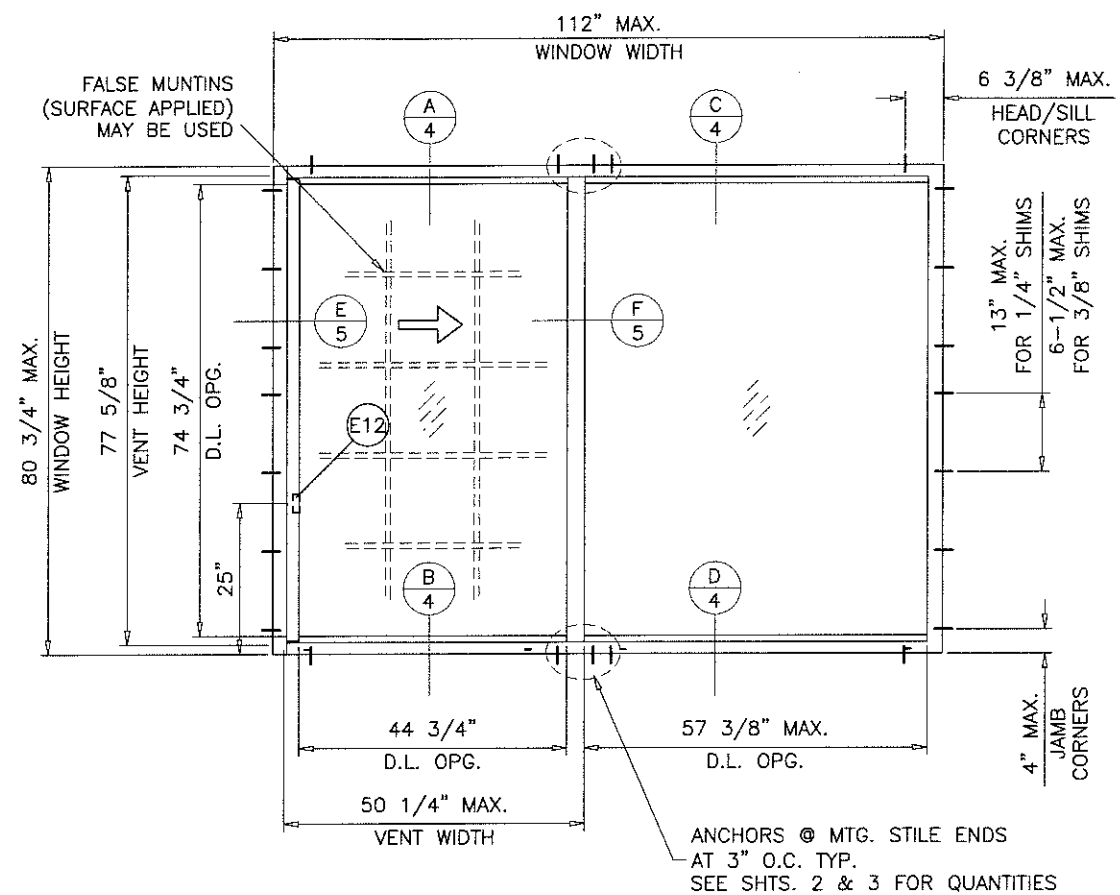 112" MAX.
WINDOW WIDTH
FALSE MUNTINS
(SURFACE APPLIED)
MAY BE USED
A
4
C
4
6 3/8" MAX.
HEAD/SILL
CORNERS
80 3/4" MAX.
WINDOW HEIGHT
77 5/8"
VENT HEIGHT
74 3/4"
D.L. OPG.
E
5
F
5
13" MAX.
FOR 1/4" SHIMS
6-1/2" MAX.
FOR 3/8" SHIMS
E12
25"
B
4
D
4
44 3/4"
D.L. OPG.
57 3/8" MAX.
D.L. OPG.
4" MAX.
JAMB
CORNERS
50 1/4" MAX.
VENT WIDTH
ANCHORS @ MTG. STILE ENDS
AT 3" O.C. TYP.
SEE SHTS. 2 & 3 FOR QUANTITIES